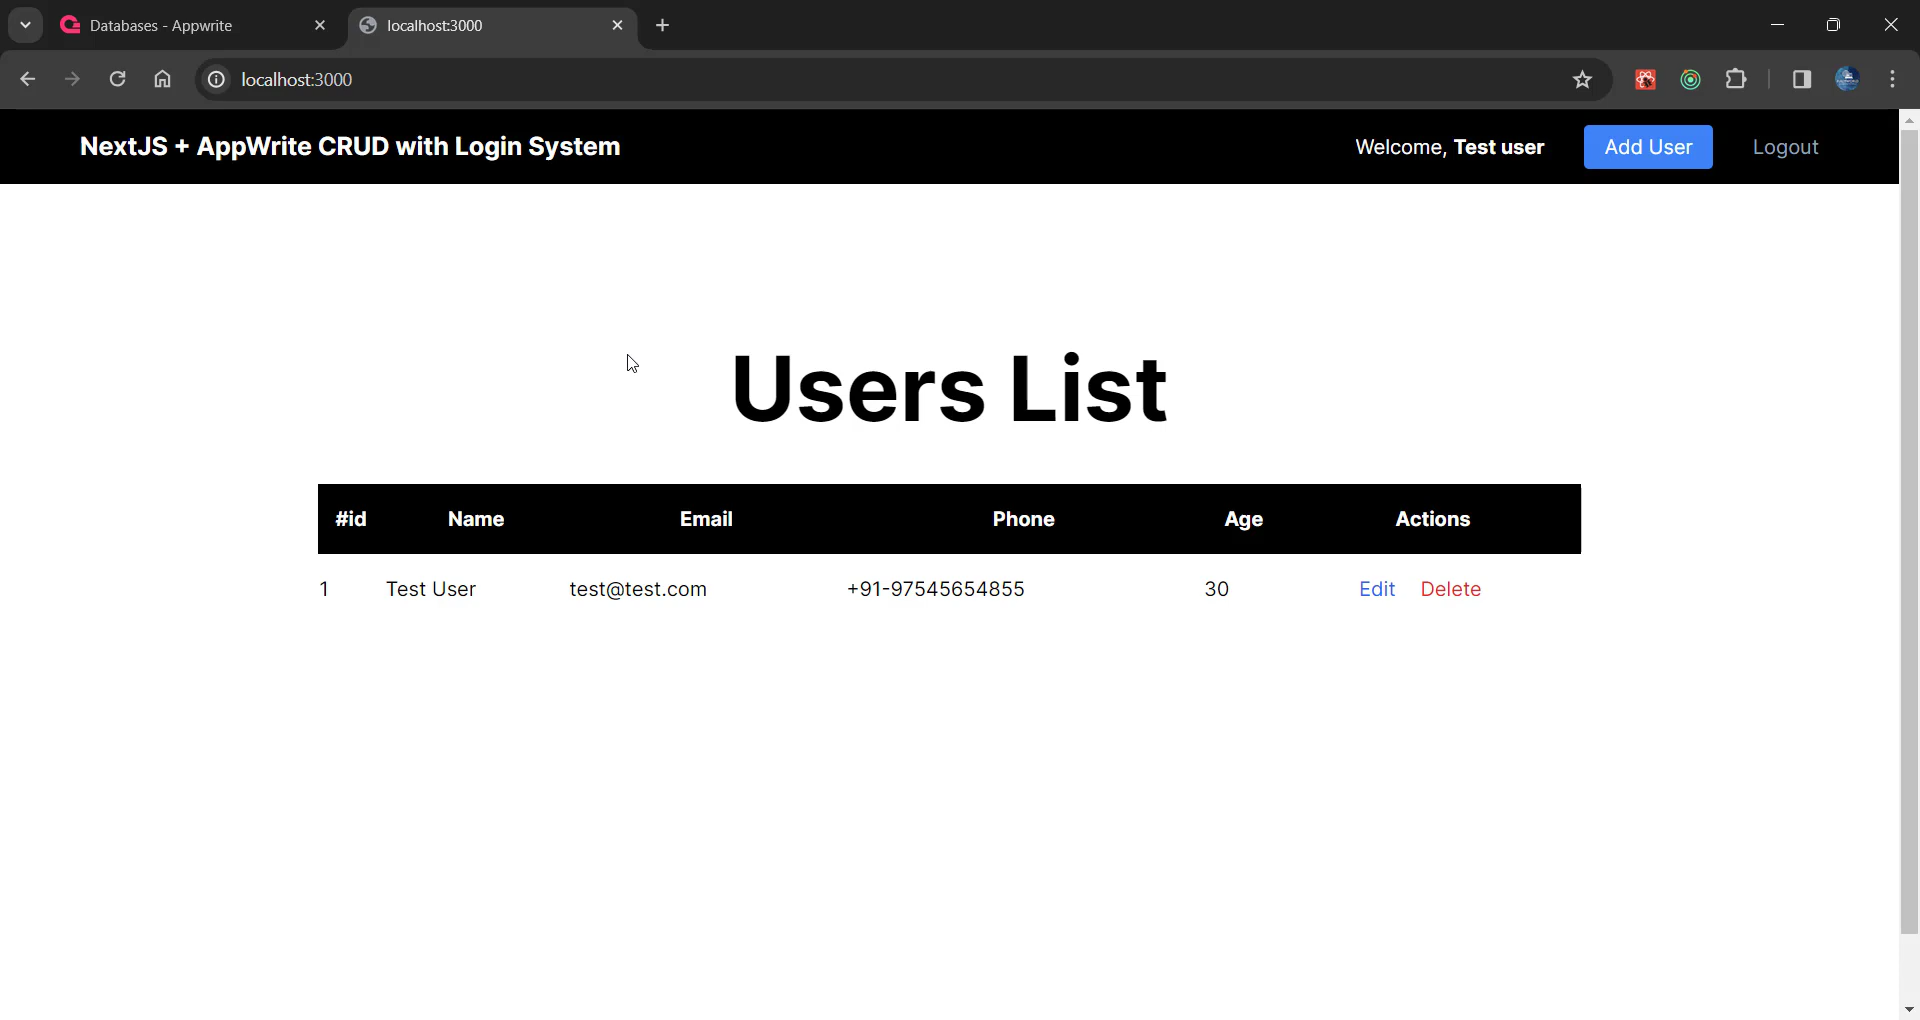 Databases - Appwrite
localhost:3000
localhost:3000
NextJS + AppWrite CRUD with Login System
Welcome, Test user
Add User
Logout
Users List
#id Name Email Phone Age Actions
1 Test User test@test.com +91-97545654855 30 Edit Delete